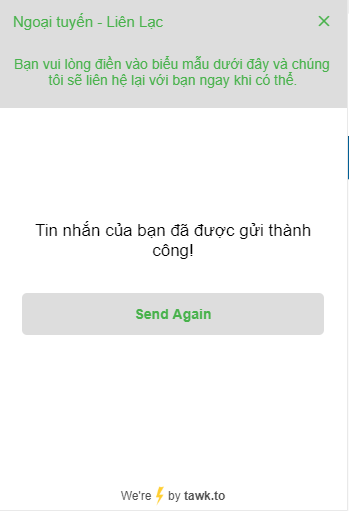 Ngoại tuyến - Liên Lạc
Bạn vui lòng điền vào biểu mẫu dưới đây và chúng
tôi sẽ liên hệ lại với bạn ngay khi có thể.
Tin nhắn của bạn đã được gửi thành
công!
Send Again
We're ⚡ by tawk.to